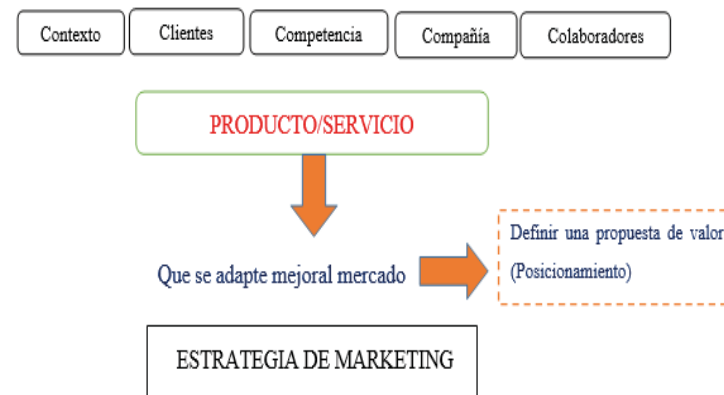 Contexto
Clientes
Competencia
Compañía
Colaboradores
PRODUCTO/SERVICIO
Que se adapte mejoral mercado
Definir una propuesta de valor
(Posicionamiento)
ESTRATEGIA DE MARKETING